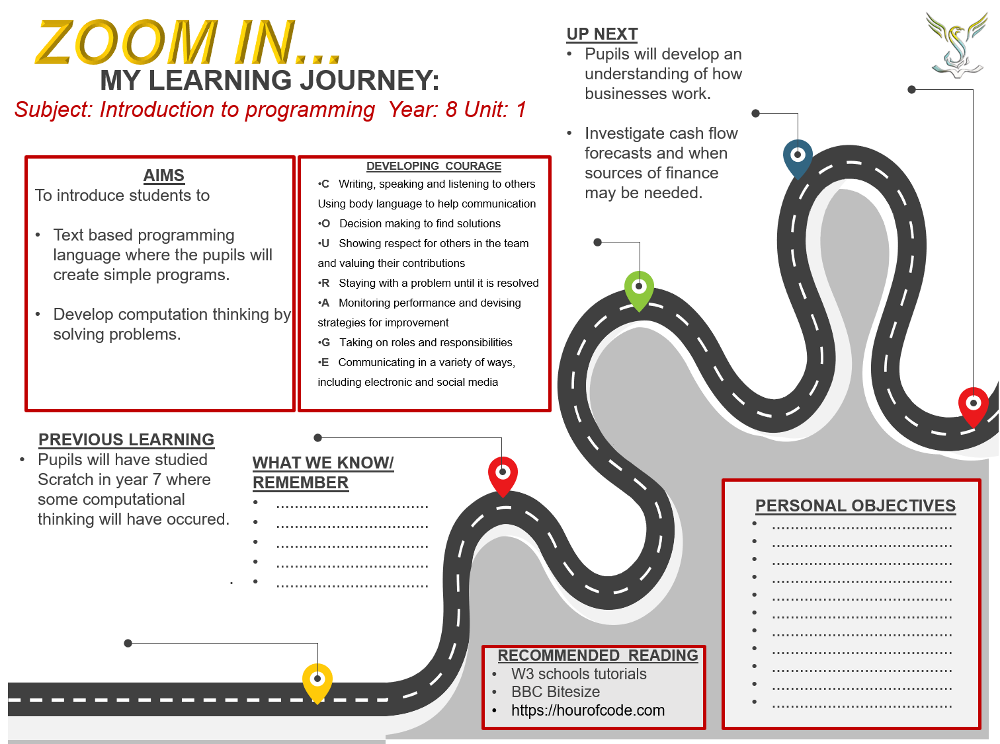 ZOOM IN...
MY LEARNING JOURNEY:
Subject: Introduction to programming  Year: 8 Unit: 1
AIMS
To introduce students to
• Text based programming
language where the pupils will
create simple programs.
• Develop computation thinking by
solving problems.
DEVELOPING  COURAGE
•C Writing, speaking and listening to others
Using body language to help communication
•O Decision making to find solutions
•U Showing respect for others in the team
and valuing their contributions
•R Staying with a problem until it is resolved
•A Monitoring performance and devising
strategies for improvement
•G Taking on roles and responsibilities
•E Communicating in a variety of ways,
including electronic and social media
UP NEXT
• Pupils will develop an
understanding of how
businesses work.
• Investigate cash flow
forecasts and when
sources of finance
may be needed.
PREVIOUS LEARNING
• Pupils will have studied
Scratch in year 7 where
some computational
thinking will have occured.
.
WHAT WE KNOW/
REMEMBER
• .................................
• .................................
• .................................
• .................................
• .................................
RECOMMENDED  READING
• W3 schools tutorials
• BBC Bitesize
• https://hourofcode.com
PERSONAL OBJECTIVES
• .......................................
• .......................................
• .......................................
• .......................................
• .......................................
• .......................................
• .......................................
• .......................................
• .......................................
• .......................................
• .......................................